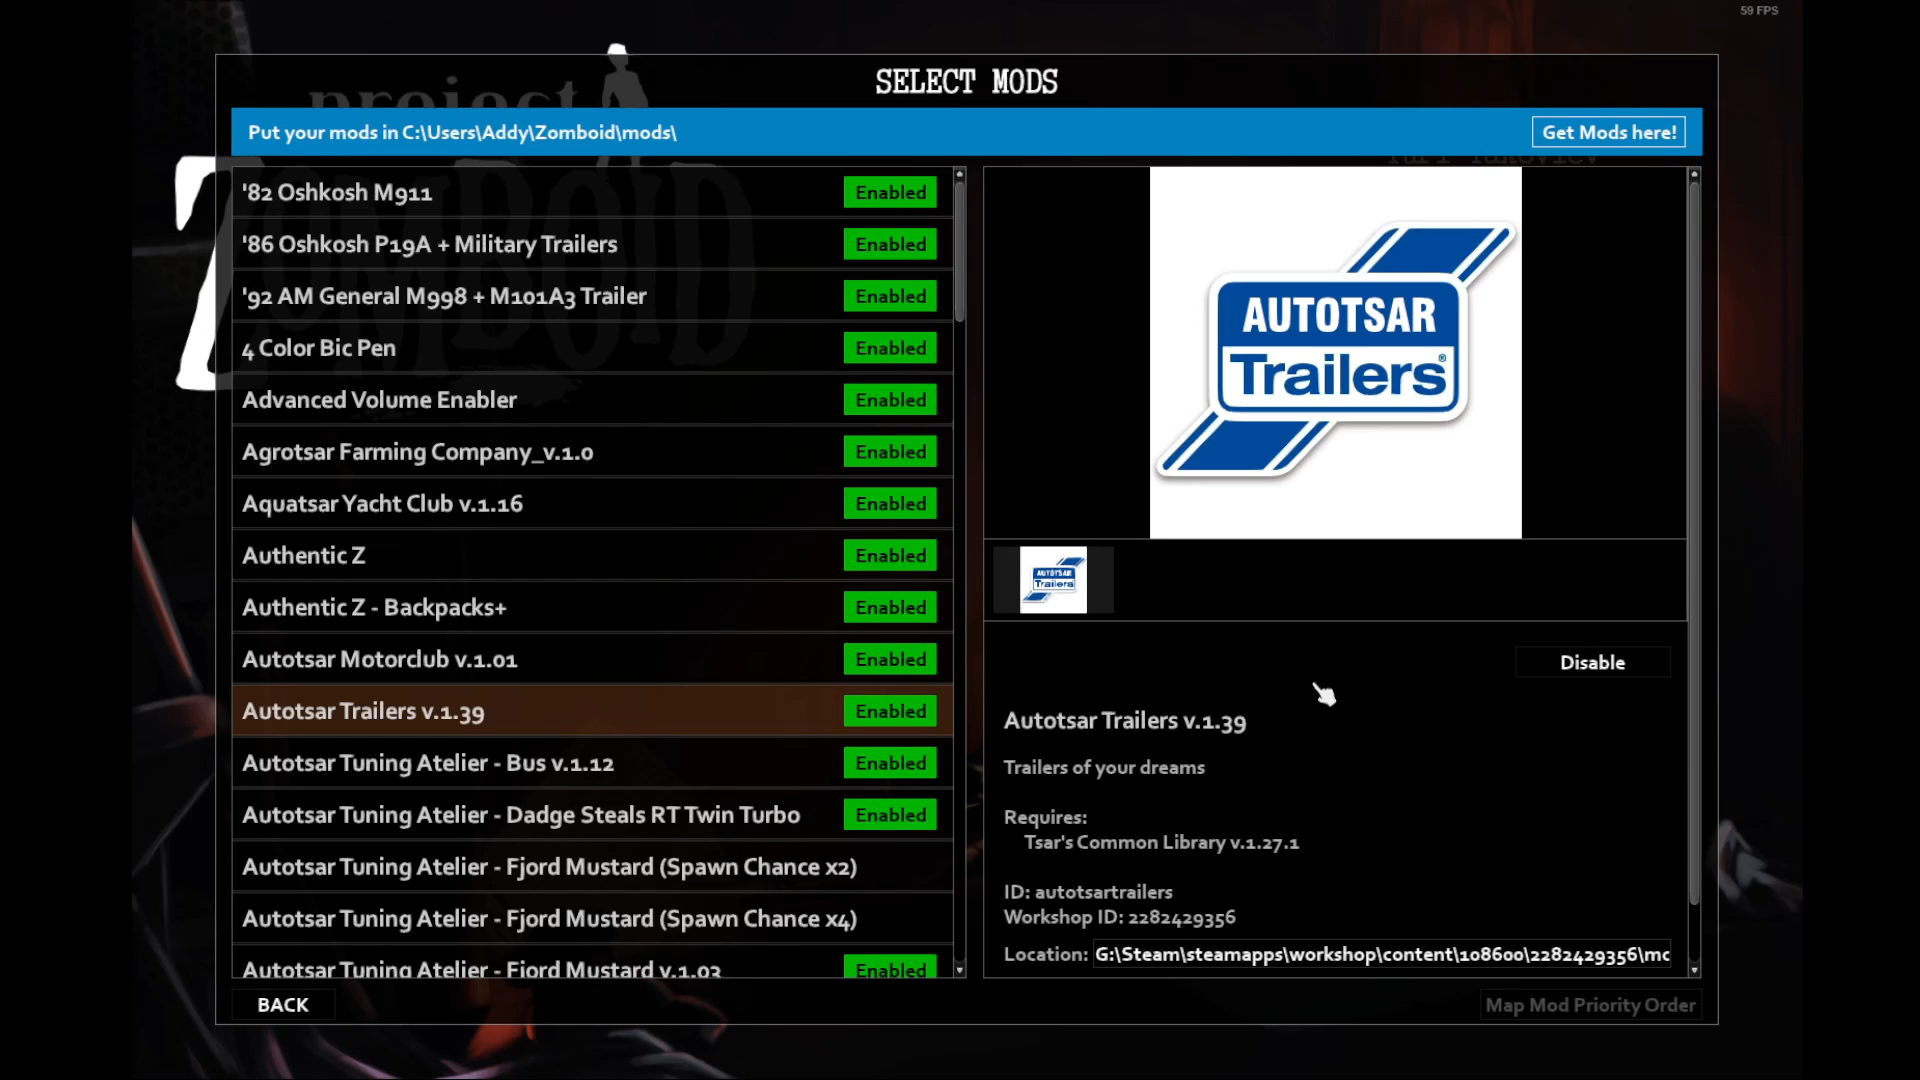 59 FPS
project
ZOMBOID
SELECT MODS
Put your mods in C:\Users\Addy\Zomboid\mods\
Get Mods here!
'82 Oshkosh M911
Enabled
'86 Oshkosh P19A + Military Trailers
Enabled
'92 AM General M998 + M101A3 Trailer
Enabled
4 Color Bic Pen
Enabled
Advanced Volume Enabler
Enabled
Agrotsar Farming Company_v.1.0
Enabled
Aquatsar Yacht Club v.1.16
Enabled
Authentic Z
Enabled
Authentic Z - Backpacks+
Enabled
Autotsar Motorclub v.1.01
Enabled
Autotsar Trailers v.1.39
Enabled
Autotsar Tuning Atelier - Bus v.1.12
Enabled
Autotsar Tuning Atelier - Dadge Steals RT Twin Turbo
Enabled
Autotsar Tuning Atelier - Fjord Mustard (Spawn Chance x2)
Autotsar Tuning Atelier - Fjord Mustard (Spawn Chance x4)
Autotsar Tuning Atelier - Fjord Mustard v.1.03
Enabled
AUTOTSAR
Trailers®
AUTOTSAR
Trailers
Disable
Autotsar Trailers v.1.39
Trailers of your dreams
Requires:
Tsar's Common Library v.1.27.1
ID: autotsartrailers
Workshop ID: 2282429356
Location: G:\Steam\steamapps\workshop\content\108600\2282429356\mc
BACK
Map Mod Priority Order